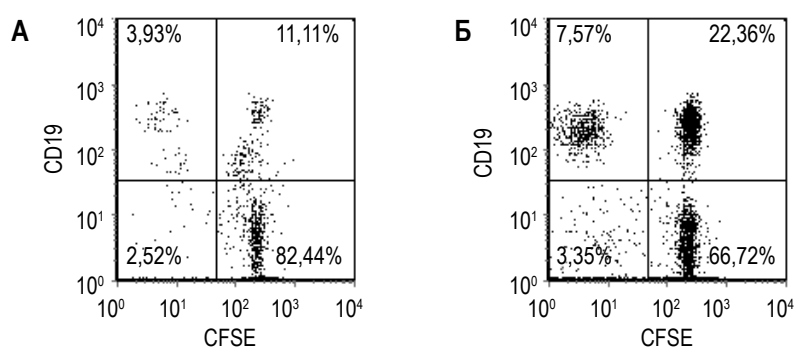 А
10⁴
10³
10²
10¹
10⁰
CD19
3,93%
11,11%
2,52%
82,44%
10⁰ 10¹ 10² 10³ 10⁴
CFSE
Б
10⁴
10³
10²
10¹
10⁰
CD19
7,57%
22,36%
3,35%
66,72%
10⁰ 10¹ 10² 10³ 10⁴
CFSE